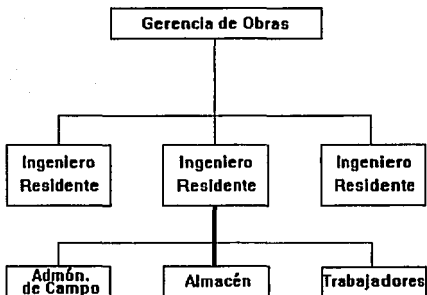 Gerencia de Obras
Ingeniero
Residente
Ingeniero
Residente
Ingeniero
Residente
Admón.
de Campo
Almacén
Trabajadores